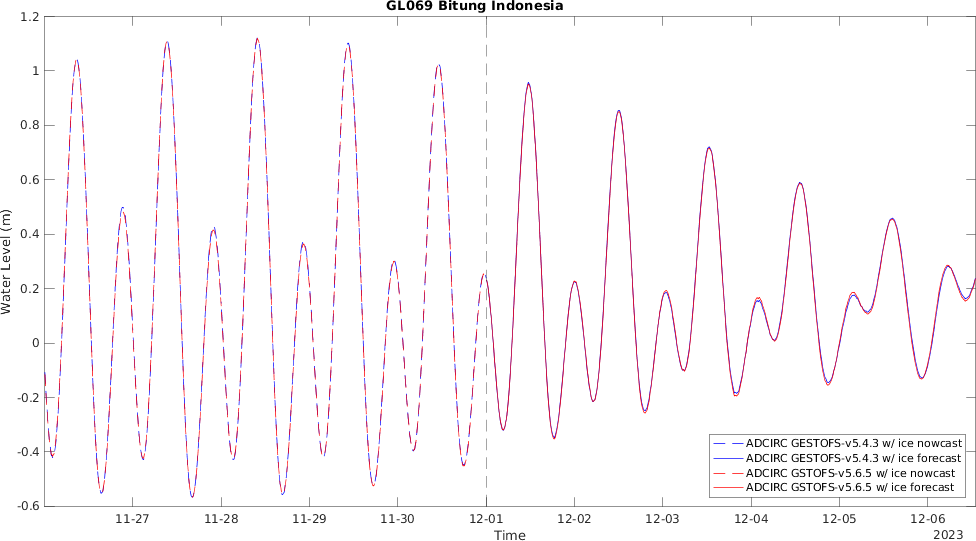 GL069 Bitung Indonesia
1.2
1
0.8
0.6
0.4
0.2
0
-0.2
-0.4
-0.6
Water Level (m)
ADCIRC GESTOFS-v5.4.3 w/ ice nowcast
ADCIRC GESTOFS-v5.4.3 w/ ice forecast
ADCIRC GSTOFS-v5.6.5 w/ ice nowcast
ADCIRC GSTOFS-v5.6.5 w/ ice forecast
11-27 11-28 11-29 11-30 12-01 12-02 12-03 12-04 12-05 12-06
Time
2023